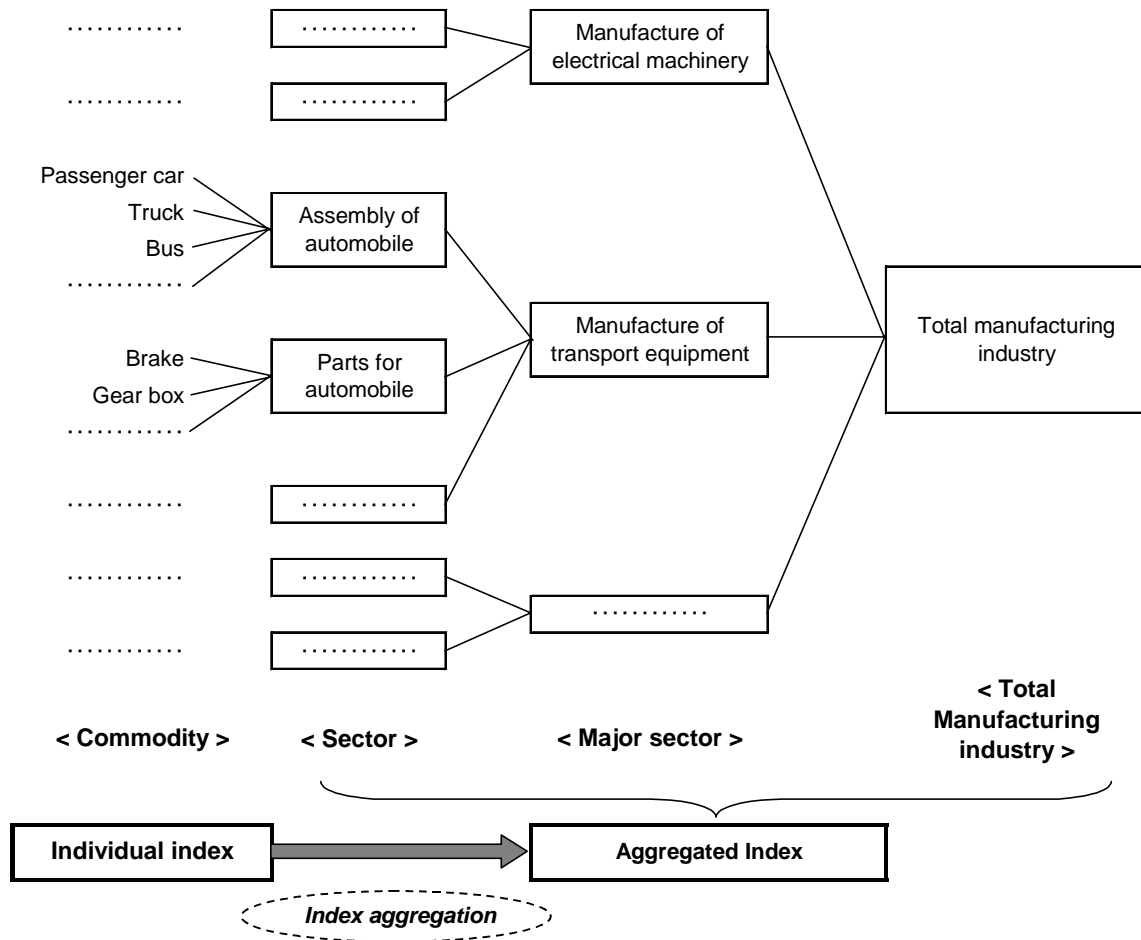 ............
............
Manufacture of
electrical machinery
............
............
Passenger car
Truck
Bus
............
Assembly of
automobile
Brake
Gear box
............
Parts for
automobile
Manufacture of
transport equipment
Total manufacturing
industry
............
............
............
............
............
............
............
< Commodity >
< Sector >
< Major sector >
< Total
Manufacturing
industry >
Individual index
Aggregated Index
Index aggregation